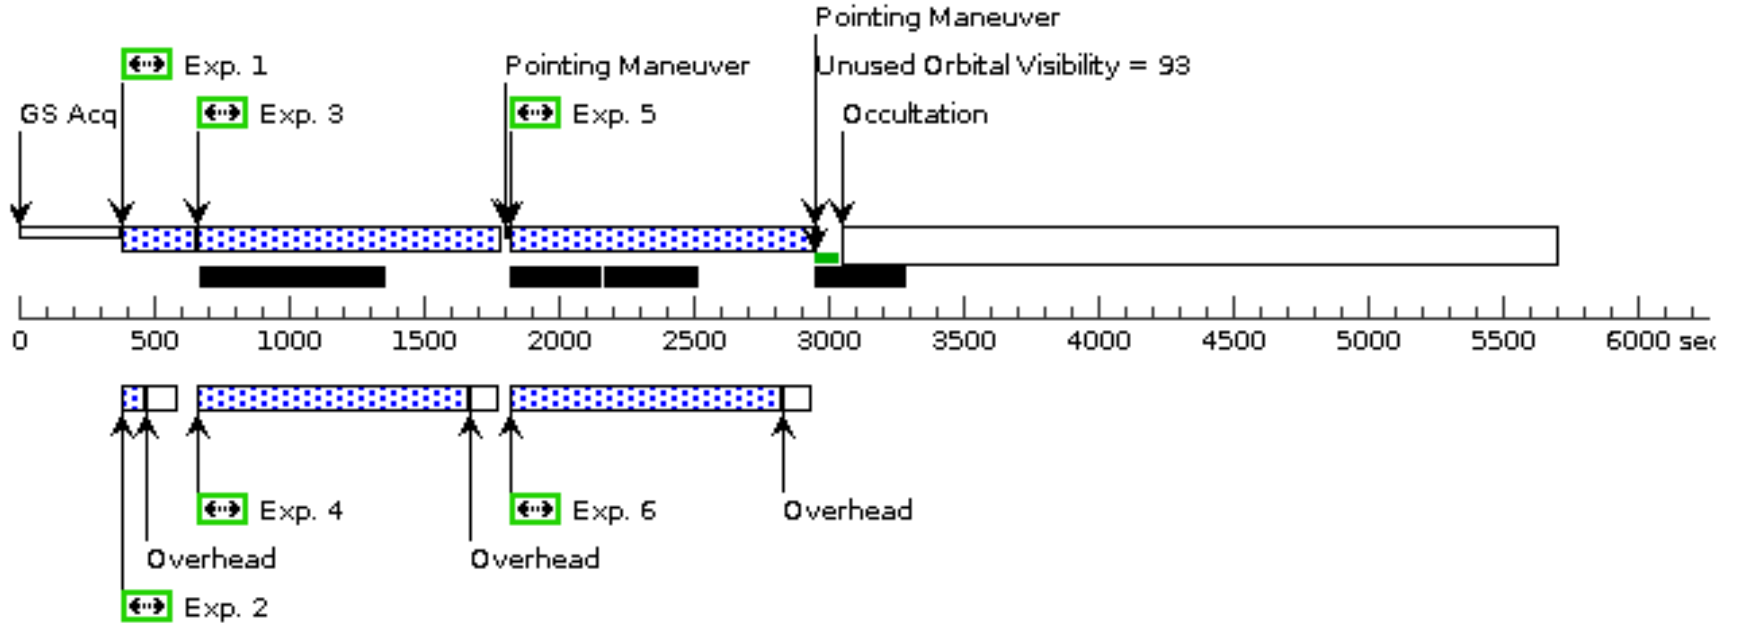 Pointing Maneuver
Exp. 1
Pointing Maneuver
Unused Orbital Visibility = 93
GS Acq
Exp. 3
Exp. 5
Occultation
0 500 1000 1500 2000 2500 3000 3500 4000 4500 5000 5500 6000 sec
Exp. 4
Exp. 6
Overhead
Overhead
Overhead
Exp. 2